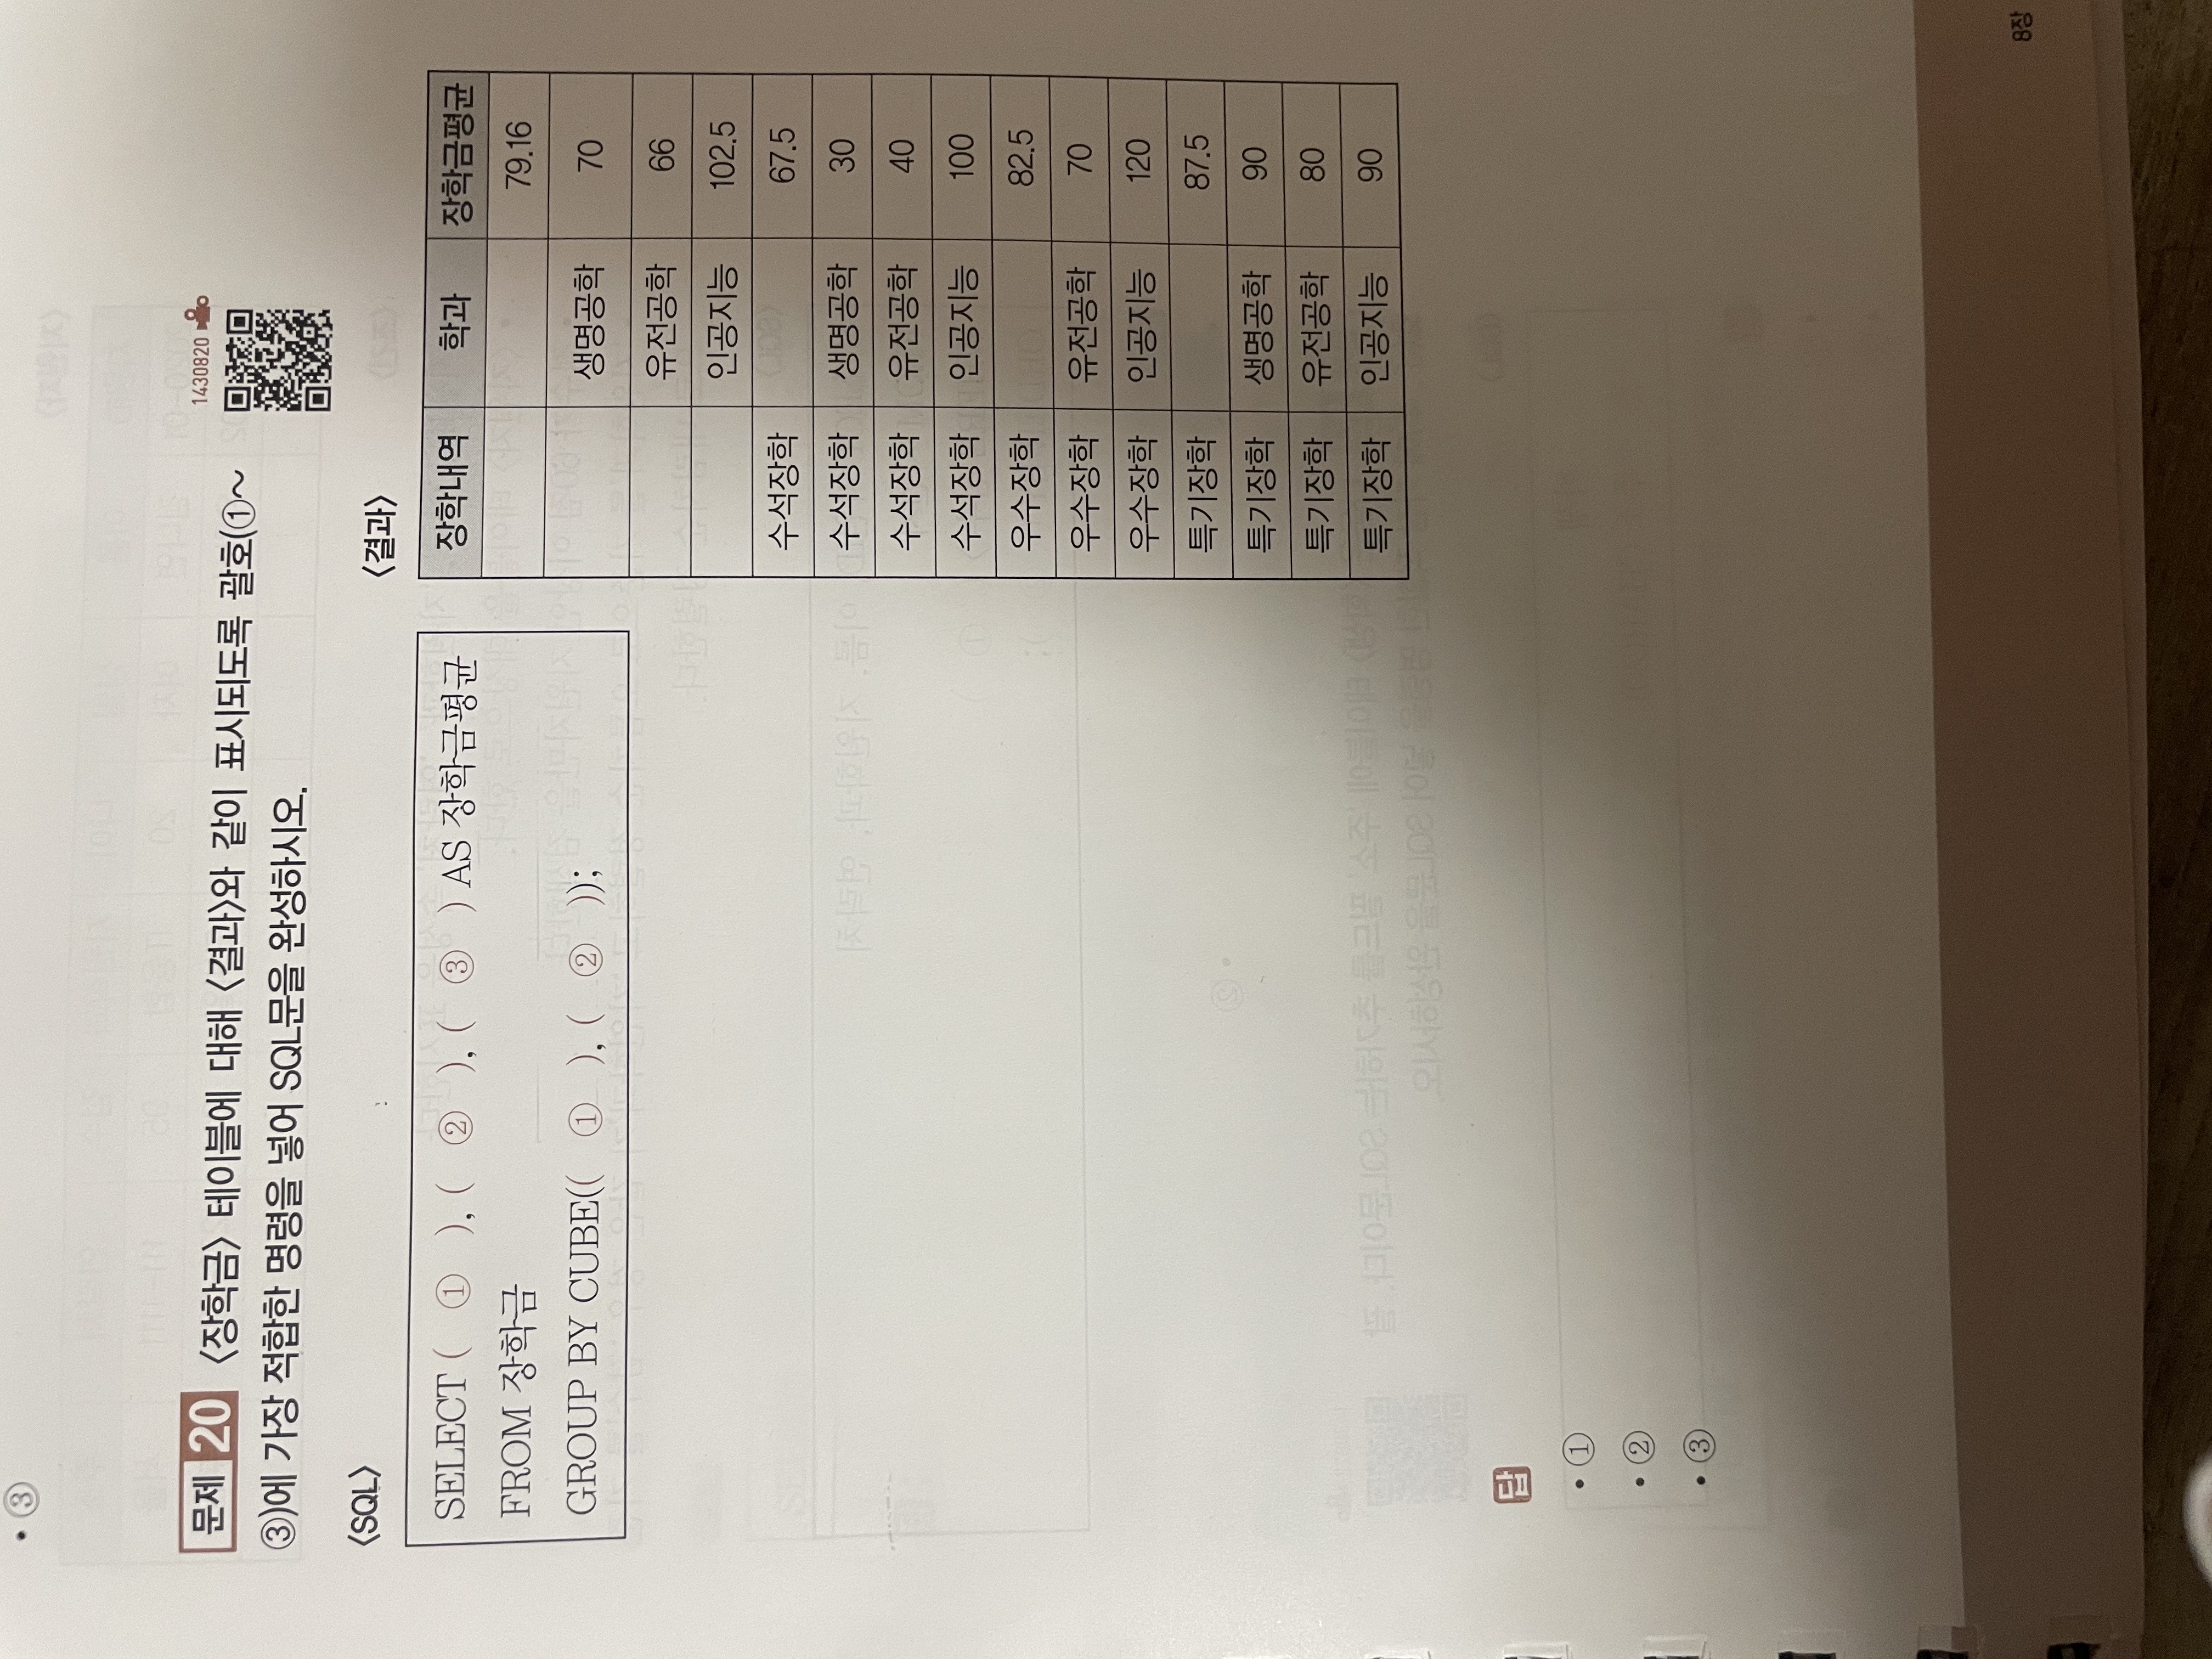 • ③
문제 20 〈장학금〉 테이블에 대해 〈결과〉와 같이 표시되도록 괄호(①~
③)에 가장 적합한 명령을 넣어 SQL문을 완성하시오.
1430820
〈SQL〉
SELECT ( ① ), ( ② ), ( ③ ) AS 장학금평균
FROM 장학금
GROUP BY CUBE(( ① ), ( ② ));
〈결과〉
장학내역 학과 장학금평균
79.16
생명공학 70
유전공학 66
인공지능 102.5
수석장학 67.5
수석장학 생명공학 30
수석장학 유전공학 40
수석장학 인공지능 100
우수장학 82.5
우수장학 유전공학 70
우수장학 인공지능 120
특기장학 87.5
특기장학 생명공학 90
특기장학 유전공학 80
특기장학 인공지능 90
답
• ①
• ②
• ③
8장